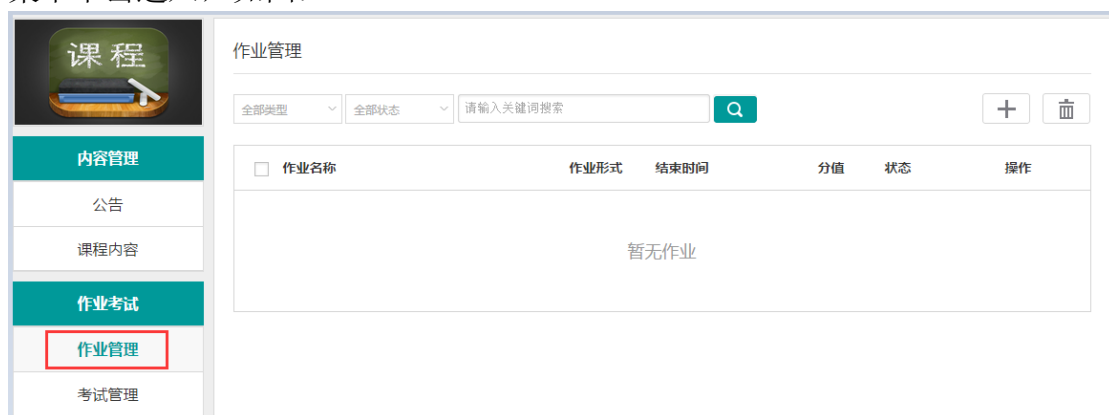 课程
作业管理
全部类型 全部状态 请输入关键词搜索
内容管理
作业名称 作业形式 结束时间 分值 状态 操作
公告
课程内容
暂无作业
作业考试
作业管理
考试管理